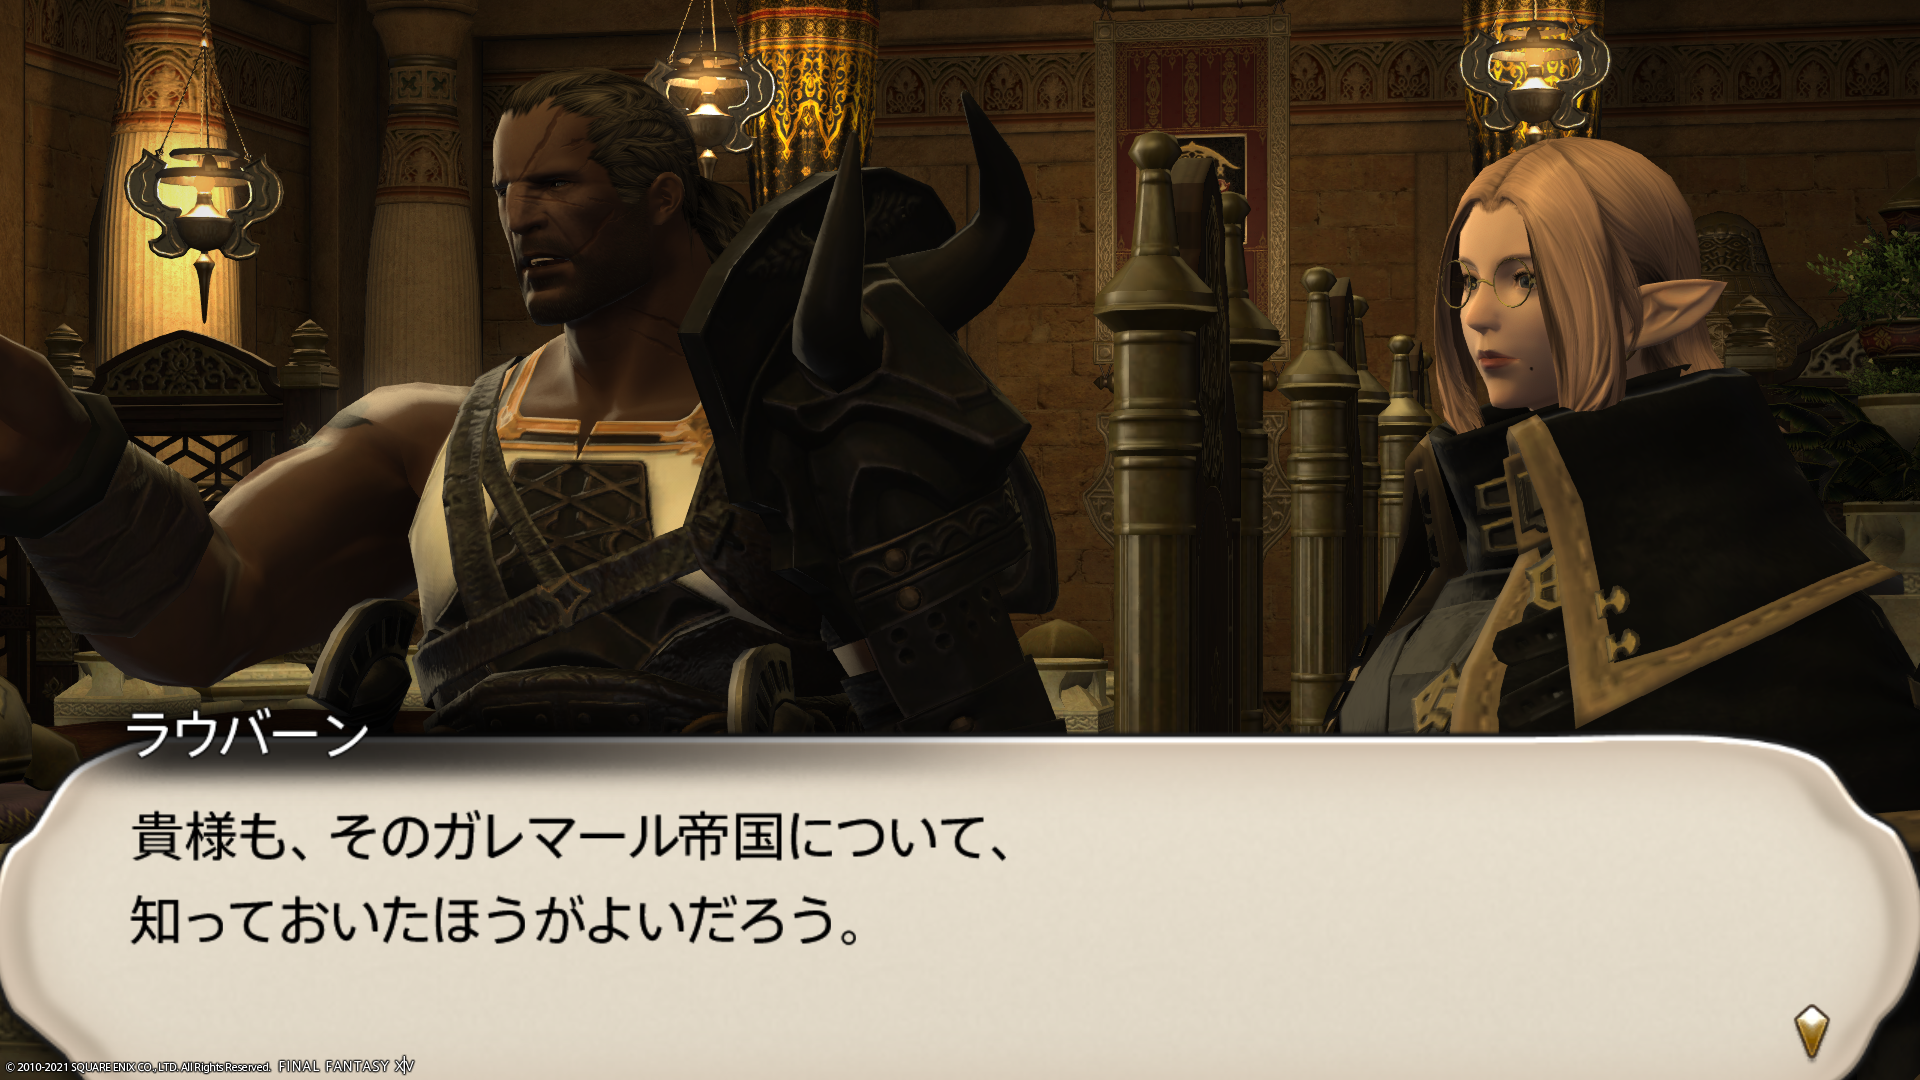 ラウバーン
貴様も、そのガレマール帝国について、
知っておいたほうがよいだろう。
© 2010-2021 SQUARE ENIX CO., LTD. All Rights Reserved. FINAL FANTASY XIV